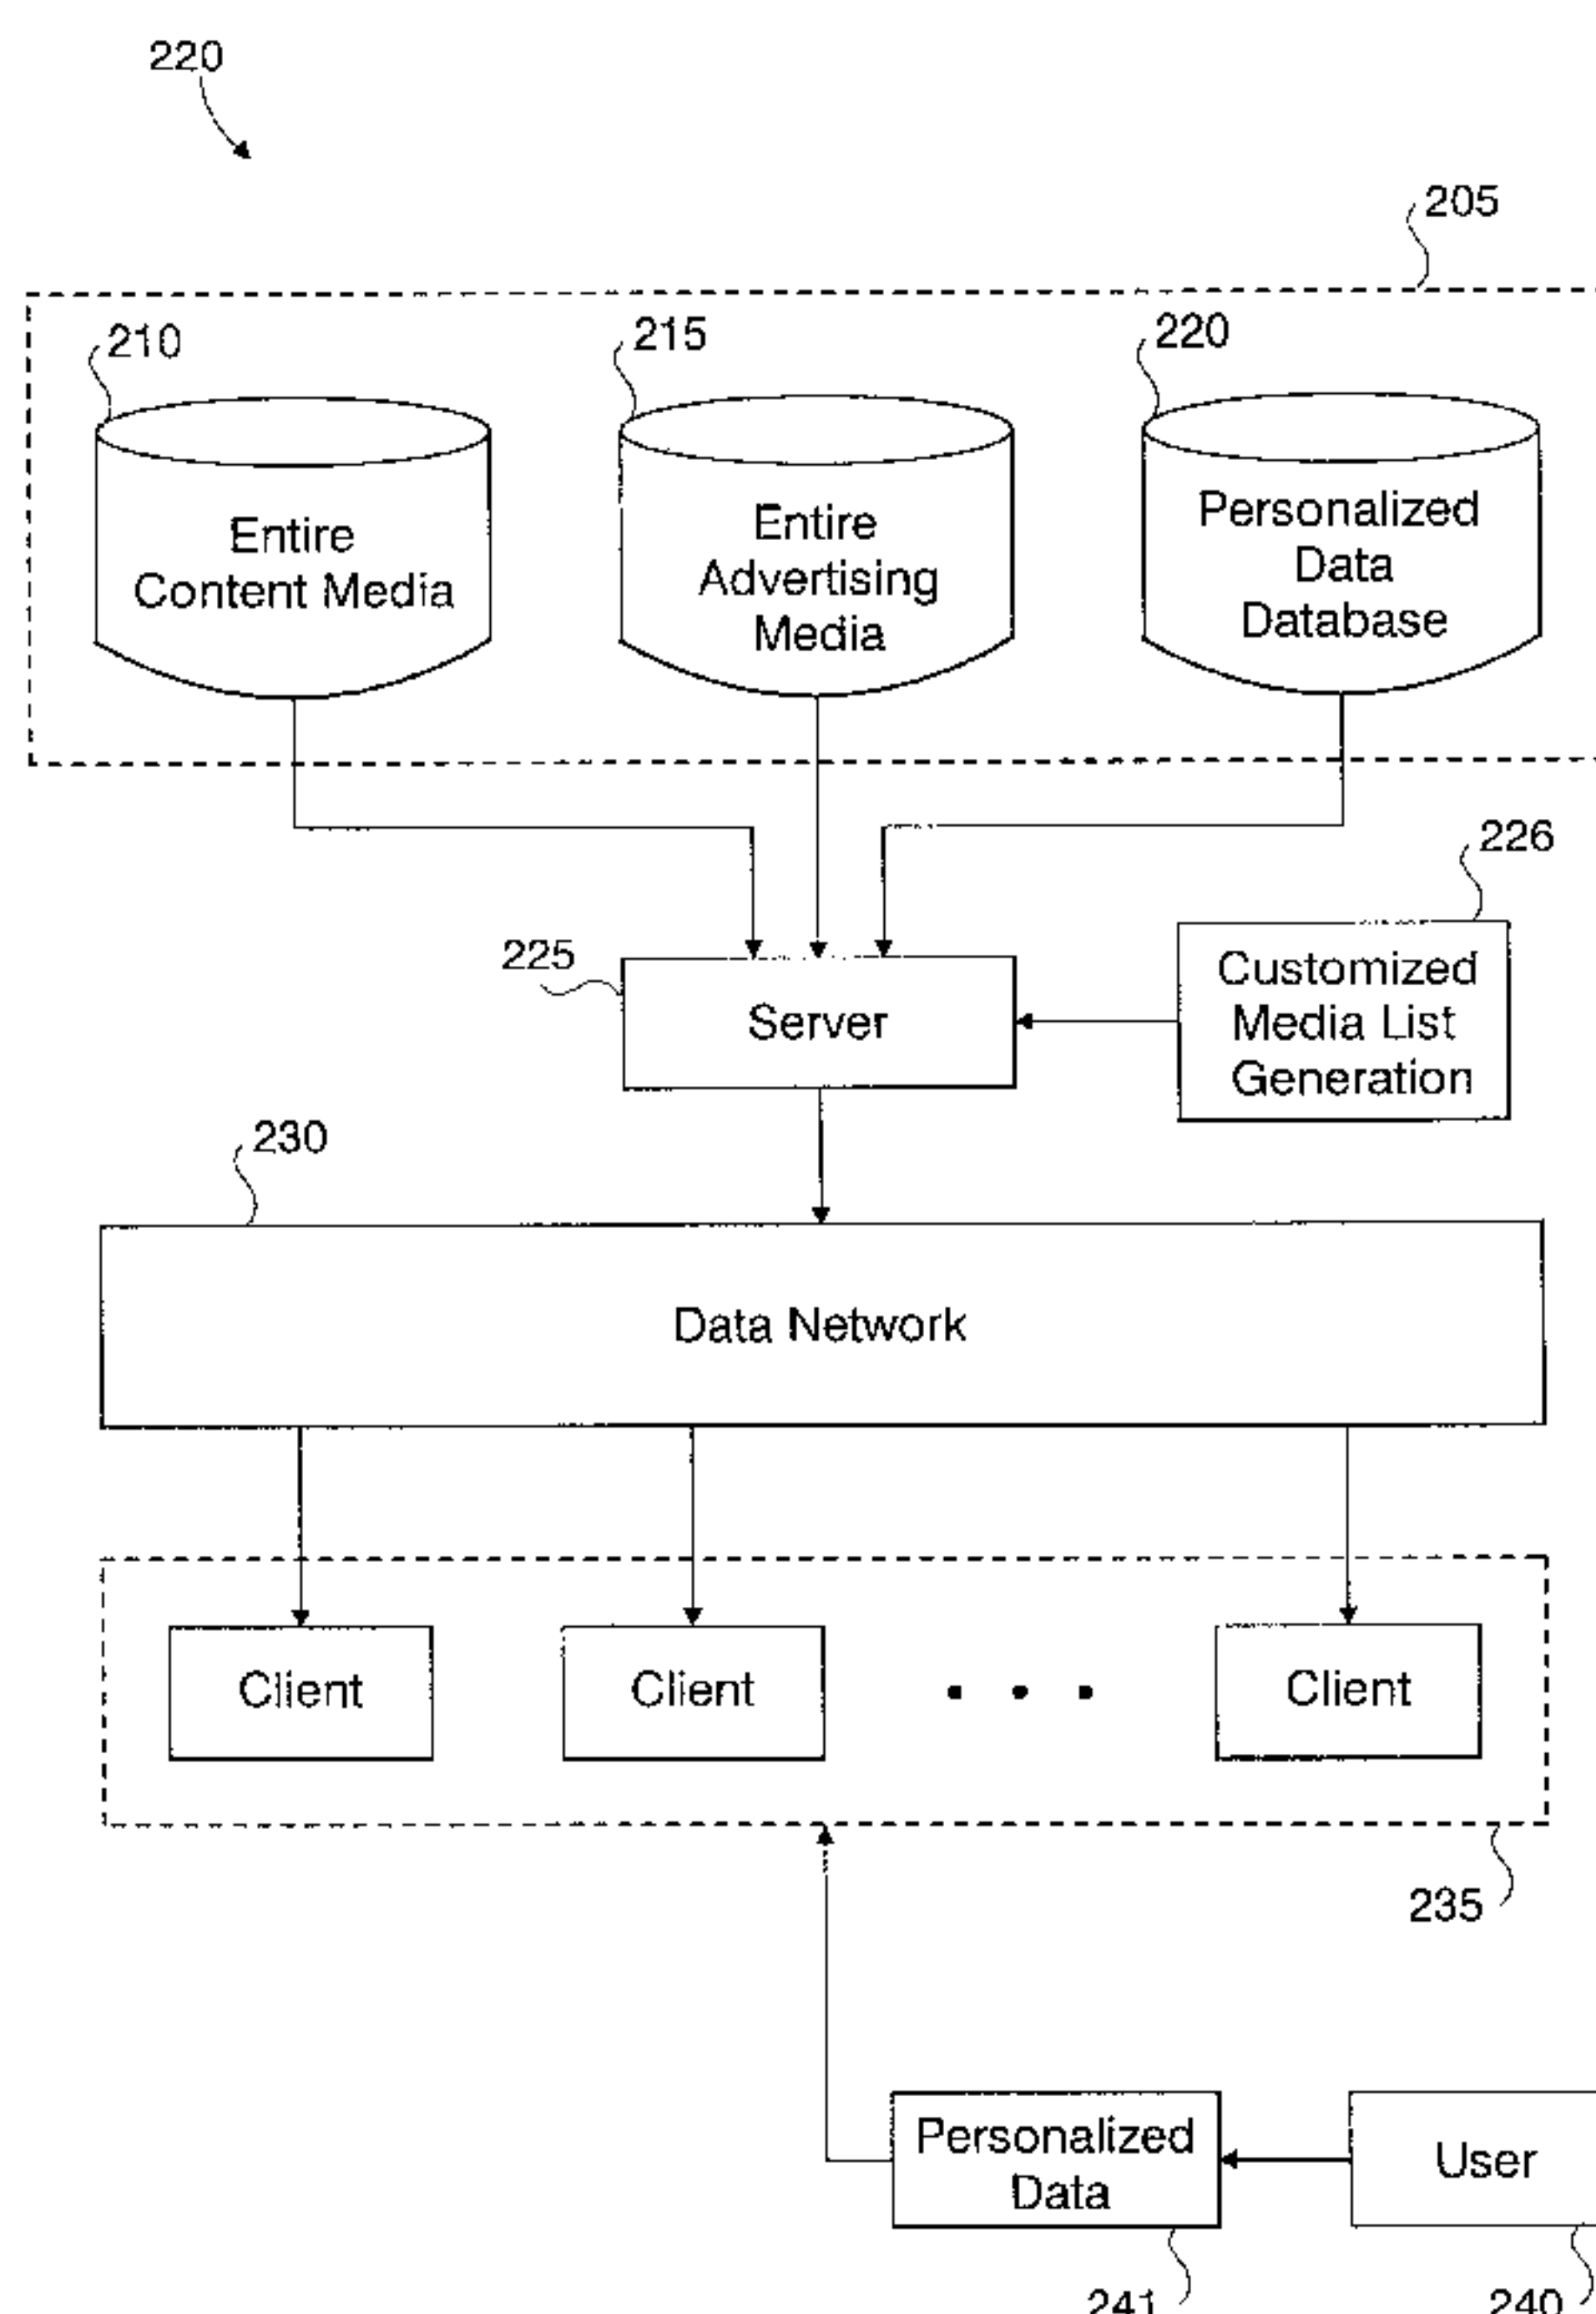 220
205
210
215
220
Entire
Content Media
Entire
Advertising
Media
Personalized
Data
Database
226
225
Server
Customized
Media List
Generation
230
Data Network
Client
Client
Client
235
Personalized
Data
User
241
240